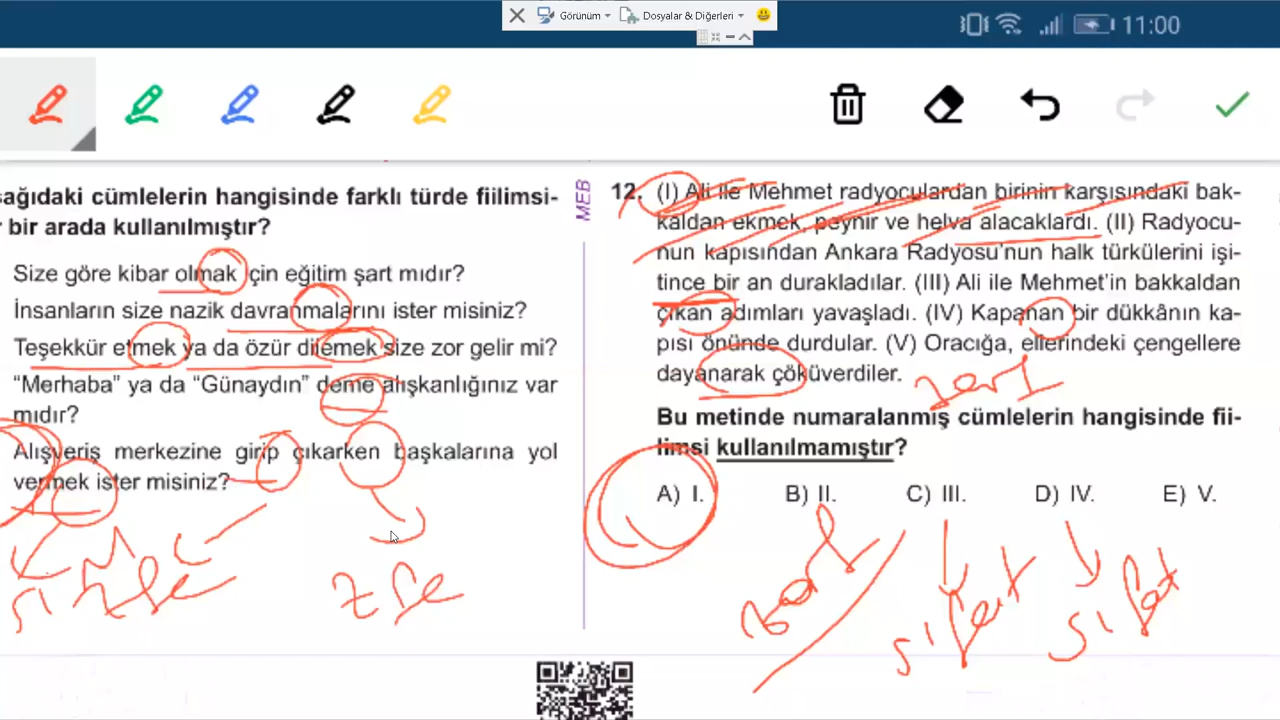 Görünüm
Dosyalar & Diğerleri
11:00
sağıdaki cümlelerin hangisinde farklı türde fiilimsi-
r bir arada kullanılmıştır?
Size göre kibar olmak için eğitim şart mıdır?
İnsanların size nazik davranmalarını ister misiniz?
Teşekkür etmek ya da özür dilemek size zor gelir mi?
“Merhaba” ya da “Günaydın” deme alışkanlığınız var
mıdır?
Alışveriş merkezine girip çıkarken başkalarına yol
vermek ister misiniz?
zfe
zfe
MEB
12. (I) Ali ile Mehmet radyoculardan birinin karşısındaki bak-
kaldan ekmek, peynir ve helva alacaklardı. (II) Radyocu-
nun kapısından Ankara Radyosu’nun halk türkülerini işi-
tince bir an durakladılar. (III) Ali ile Mehmet’in bakkaldan
çıkan adımları yavaşladı. (IV) Kapanan bir dükkânın ka-
pısı önünde durdular. (V) Oracığa, ellerindeki çengellere
dayanarak çöküverdiler.
zarf
Bu metinde numaralanmış cümlelerin hangisinde fii-
limsi kullanılmamıştır?
A) I. B) II. C) III. D) IV. E) V.
zarf
sıfat
sıfat